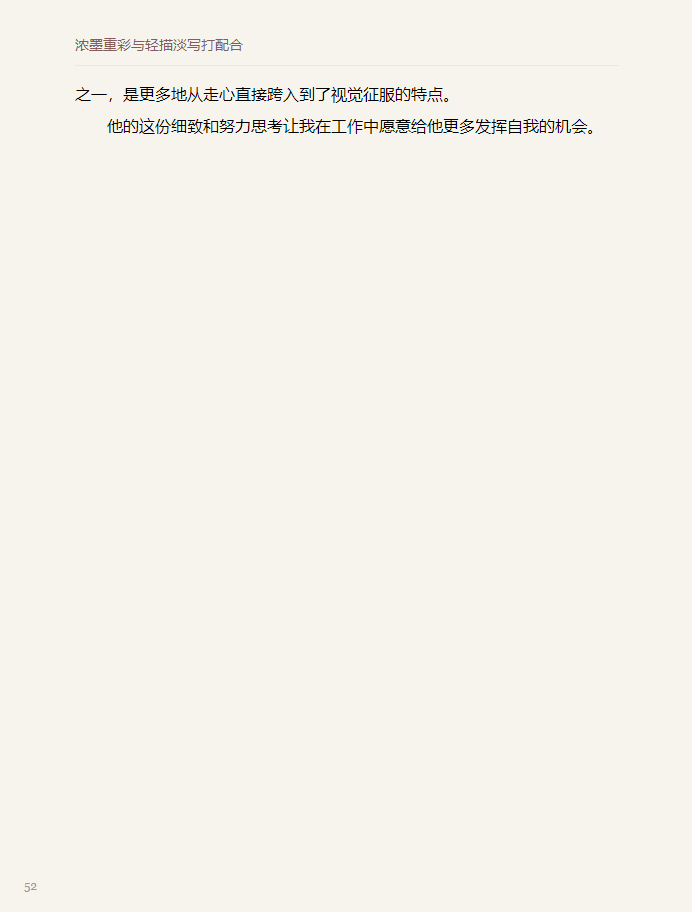 浓墨重彩与轻描淡写打配合
之一，是更多地从走心直接跨入到了视觉征服的特点。
他的这份细致和努力思考让我在工作中愿意给他更多发挥自我的机会。
52